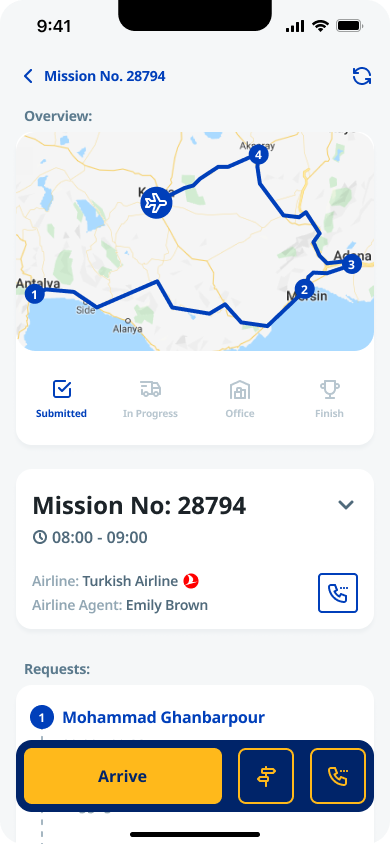 9:41
Mission No. 28794
Overview:
Aksaray
4
Antalya
1
Side
Alanya
Adana
3
2
Mersin
Submitted
In Progress
Office
Finish
Mission No: 28794
08:00 - 09:00
Airline: Turkish Airline
Airline Agent: Emily Brown
Requests:
1 Mohammad Ghanbarpour
Arrive